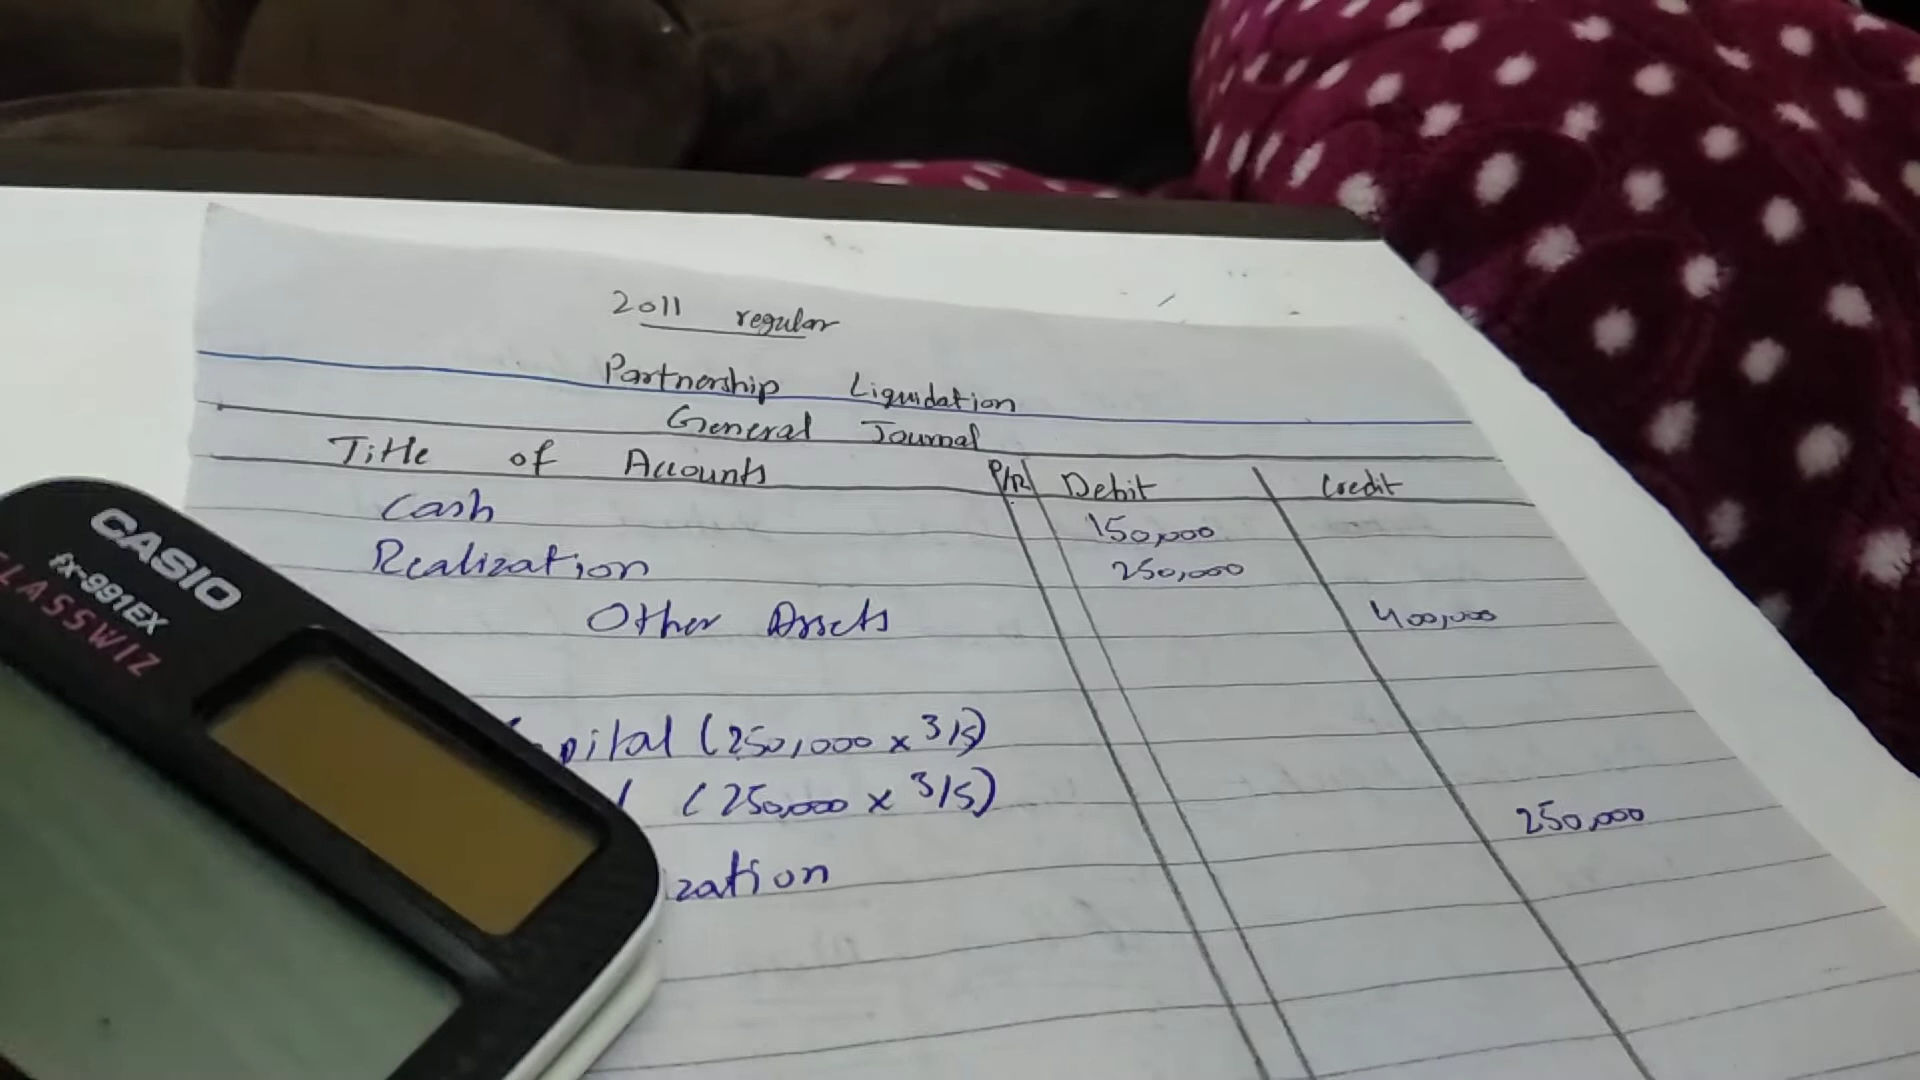 2011 regular
Partnership Liquidation
General Journal
Title of Accounts P/R Debit Credit
Cash 150,000
Realization 250,000
Other Assets 400,000
pital (250,000 x 3/5)
l (250,000 x 3/5)
zation 250,000
CASIO
fx-991EX
CLASSWIZ